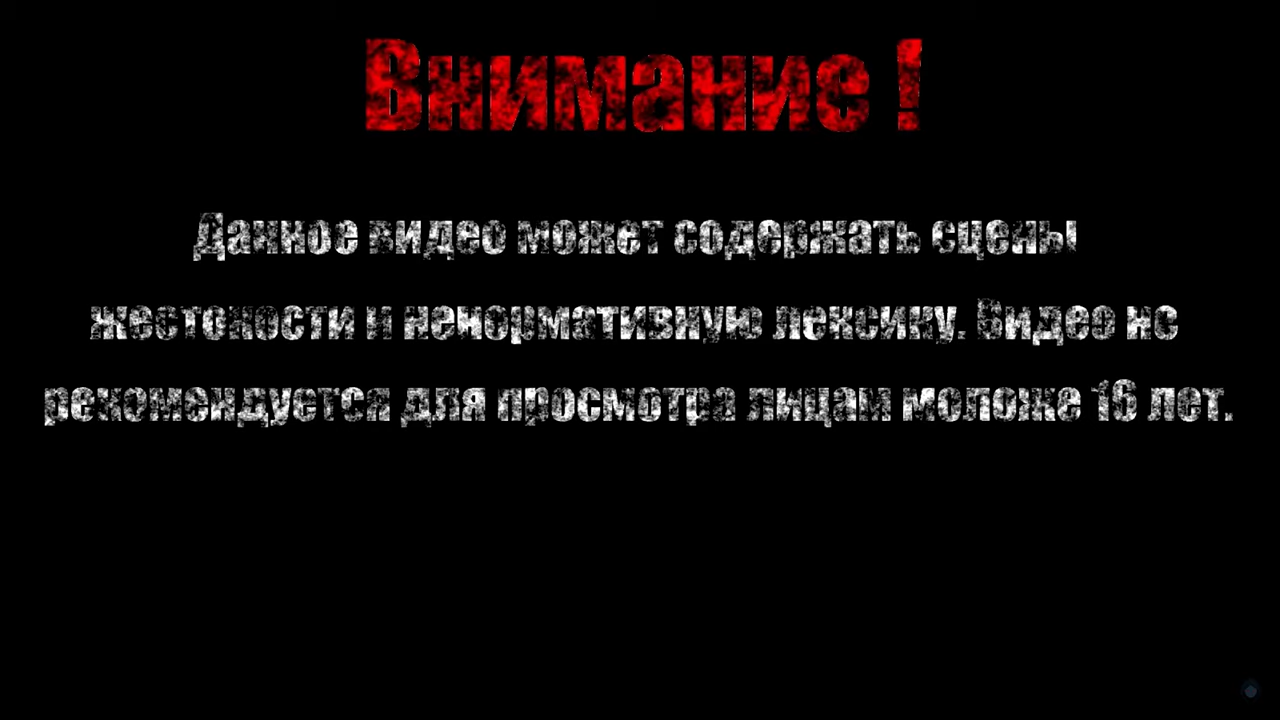 Внимание !
Данное видео может содержать сцены
жестокости и ненормативную лексику. Видео не
рекомендуется для просмотра лицам моложе 16 лет.